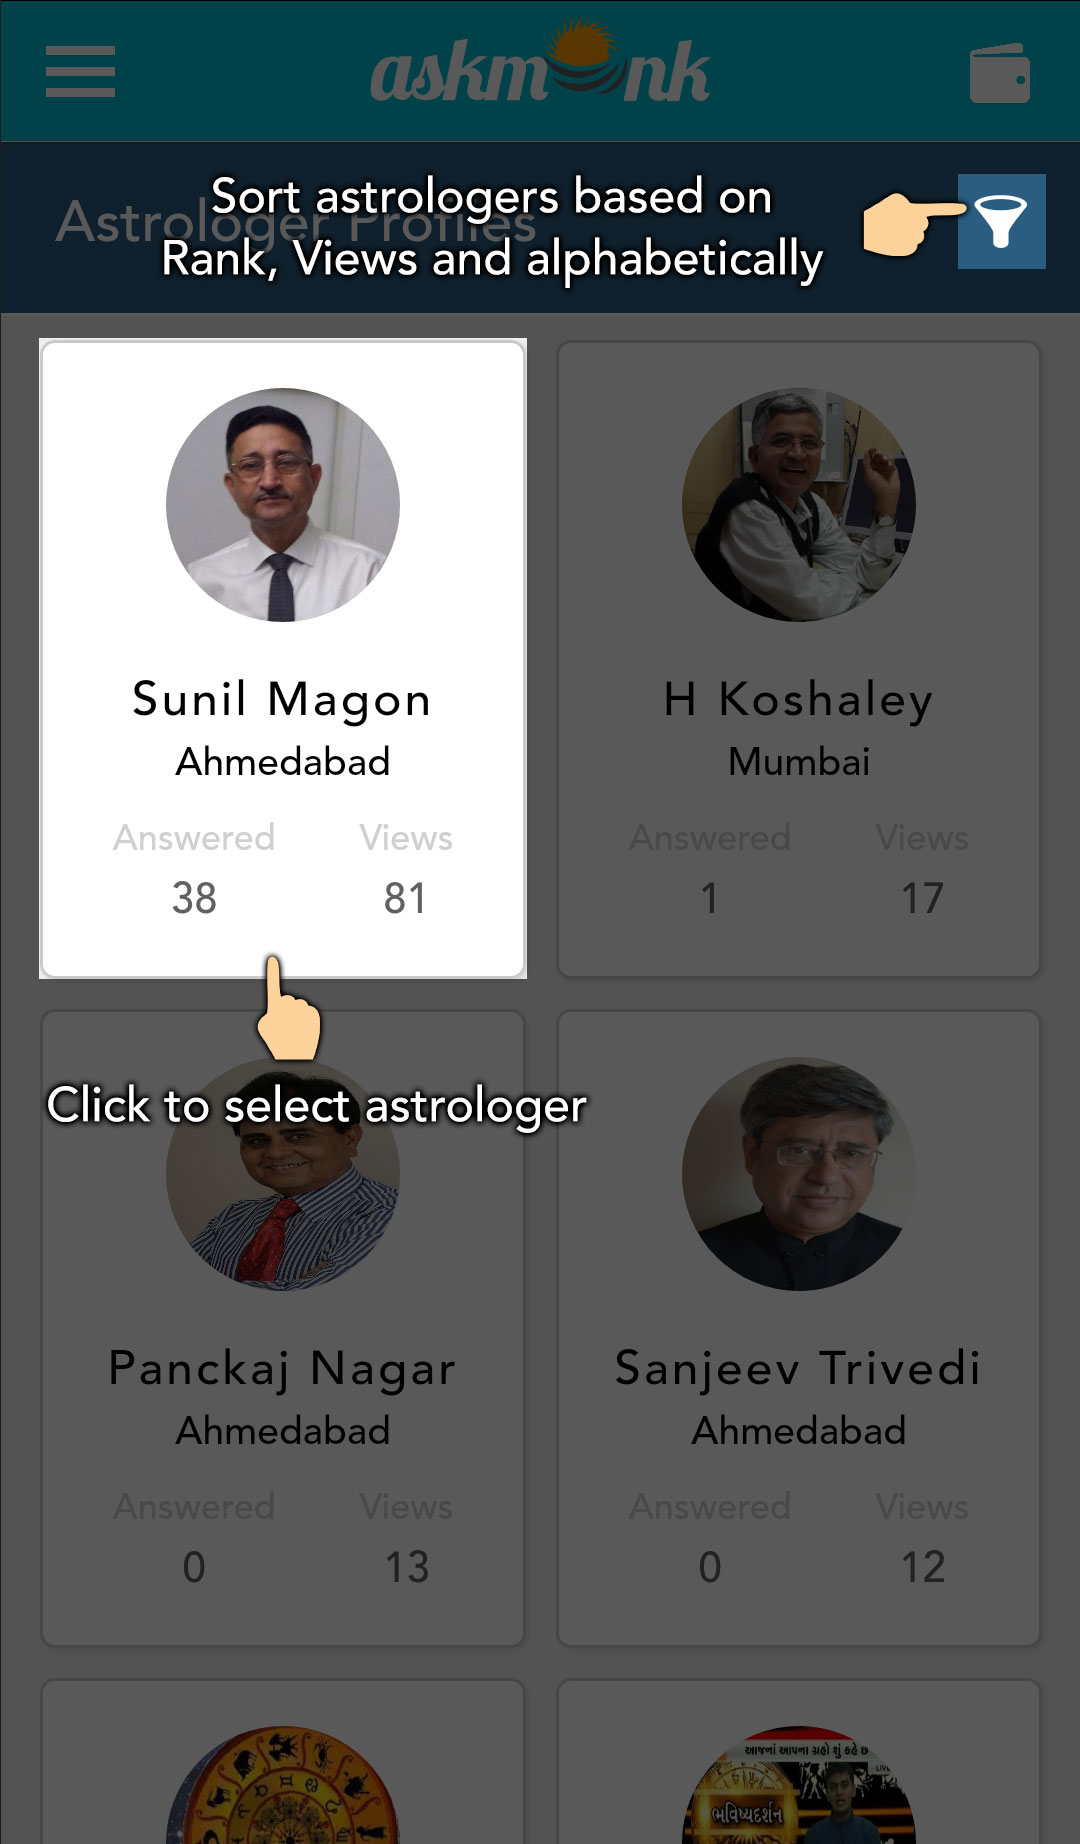 askmonk
Sort astrologers based on
Astrologer Profiles
Rank, Views and alphabetically
Sunil Magon
Ahmedabad
Answered Views
38 81
H Koshaley
Mumbai
Answered Views
1 17
Click to select astrologer
Panckaj Nagar
Ahmedabad
Answered Views
0 13
Sanjeev Trivedi
Ahmedabad
Answered Views
0 12
આજનાં આપના ગ્રહો શું કહે છ
LIVE
ભવિષ્યદર્શન